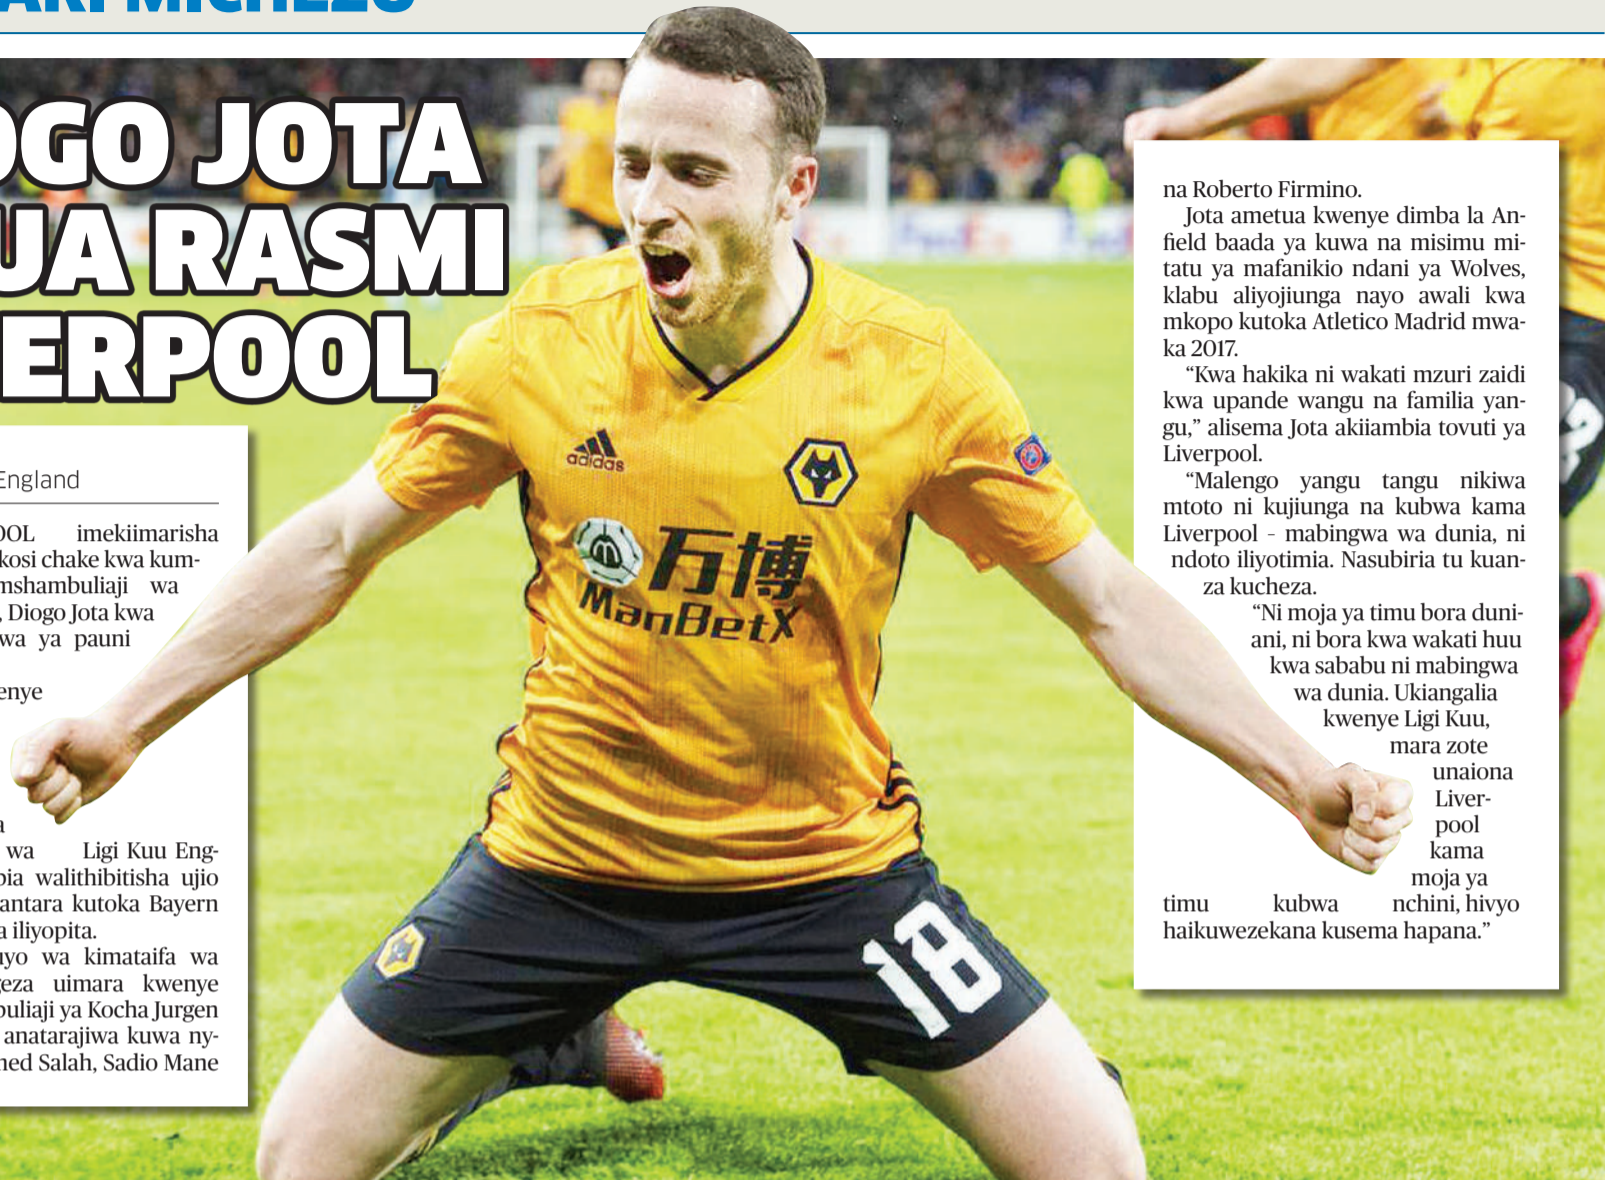 MICHEZO
OGO JOTA
UA RASMI
ERPOOL
England
OOL imekiimarisha
kosi chake kwa kum-
mshambuliaji wa
, Diogo Jota kwa
wa ya pauni
enye
a
wa Ligi Kuu Eng-
bia walithibitisha ujio
antara kutoka Bayern
a iliyopita.
uyo wa kimataifa wa
geza uimara kwenye
buliaji ya Kocha Jurgen
anatarajiwa kuwa ny-
med Salah, Sadio Mane
adidas
万博
ManBetX
18
na Roberto Firmino.
Jota ametua kwenye dimba la An-
field baada ya kuwa na misimu mi-
tatu ya mafanikio ndani ya Wolves,
klabu aliyojiunga nayo awali kwa
mkopo kutoka Atletico Madrid mwa-
ka 2017.
“Kwa hakika ni wakati mzuri zaidi
kwa upande wangu na familia yan-
gu,” alisema Jota akiiambia tovuti ya
Liverpool.
“Malengo yangu tangu nikiwa
mtoto ni kujiunga na kubwa kama
Liverpool - mabingwa wa dunia, ni
ndoto iliyotimia. Nasubiria tu kuan-
za kucheza.
“Ni moja ya timu bora duni-
ani, ni bora kwa wakati huu
kwa sababu ni mabingwa
wa dunia. Ukiangalia
kwenye Ligi Kuu,
mara zote
unaiona
Liver-
pool
kama
moja ya
timu kubwa nchini, hivyo
haikuwezekana kusema hapana.”